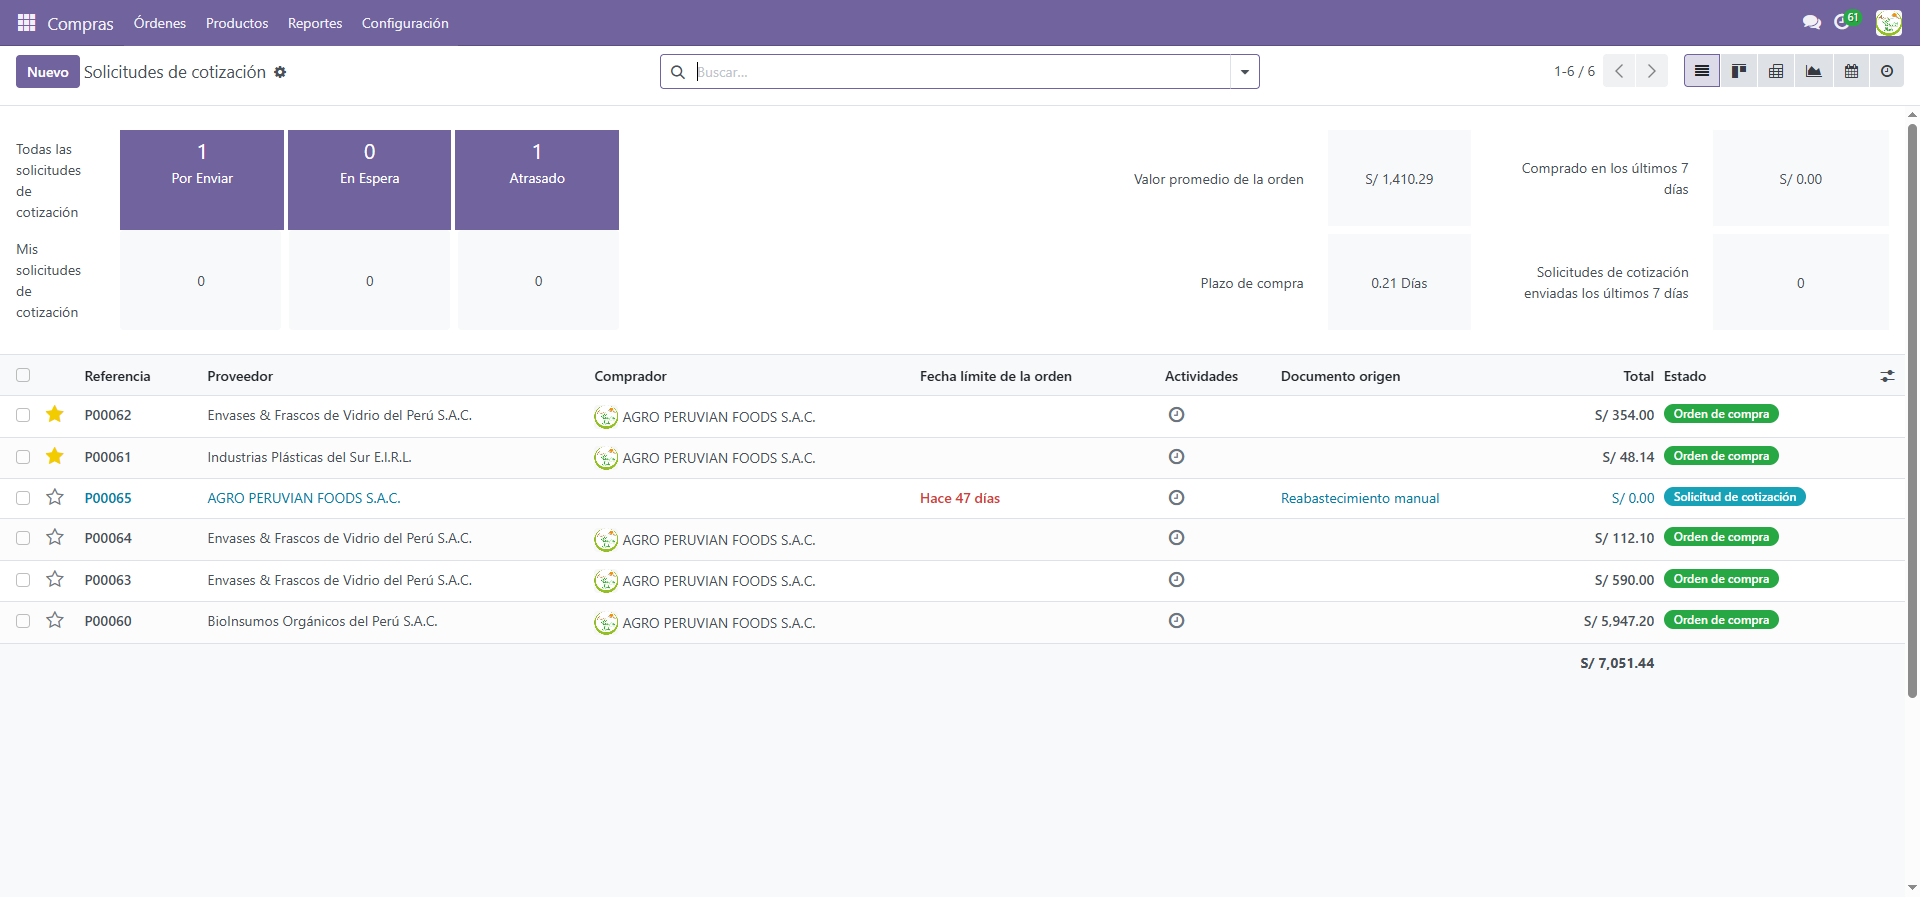 Compras Órdenes Productos Reportes Configuración 61
Nuevo Solicitudes de cotización Buscar... 1-6 / 6
Todas las solicitudes de cotización
1 Por Enviar
0 En Espera
1 Atrasado
Valor promedio de la orden S/ 1,410.29
Comprado en los últimos 7 días S/ 0.00
Mis solicitudes de cotización
0 0 0
Plazo de compra 0.21 Días
Solicitudes de cotización enviadas los últimos 7 días 0
Referencia Proveedor Comprador Fecha límite de la orden Actividades Documento origen Total Estado
P00062 Envases & Frascos de Vidrio del Perú S.A.C. AGRO PERUVIAN FOODS S.A.C. S/ 354.00 Orden de compra
P00061 Industrias Plásticas del Sur E.I.R.L. AGRO PERUVIAN FOODS S.A.C. S/ 48.14 Orden de compra
P00065 AGRO PERUVIAN FOODS S.A.C. Hace 47 días Reabastecimiento manual S/ 0.00 Solicitud de cotización
P00064 Envases & Frascos de Vidrio del Perú S.A.C. AGRO PERUVIAN FOODS S.A.C. S/ 112.10 Orden de compra
P00063 Envases & Frascos de Vidrio del Perú S.A.C. AGRO PERUVIAN FOODS S.A.C. S/ 590.00 Orden de compra
P00060 BioInsumos Orgánicos del Perú S.A.C. AGRO PERUVIAN FOODS S.A.C. S/ 5,947.20 Orden de compra
S/ 7,051.44